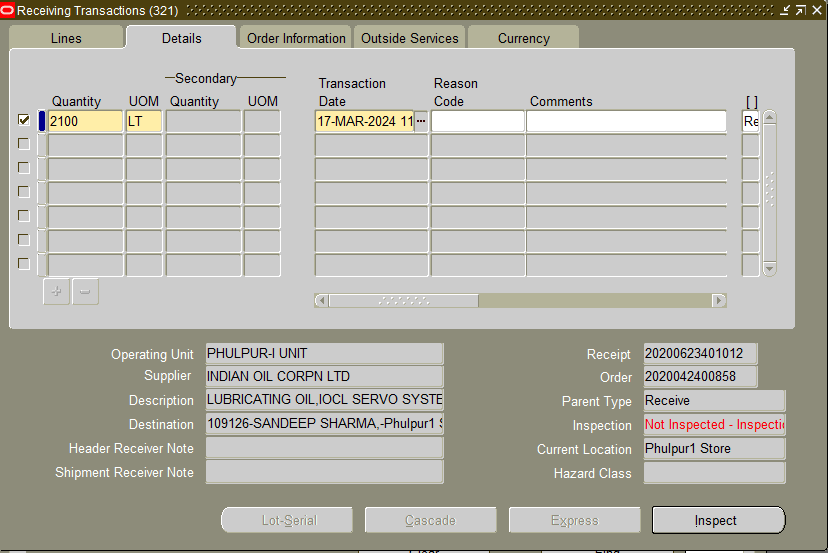 Receiving Transactions (321)
Lines Details Order Information Outside Services Currency
Secondary
Transaction Reason
Quantity UOM Quantity UOM Date Code Comments [ ]
2100 LT 17-MAR-2024 11 ... Re
Operating Unit PHULPUR-I UNIT Receipt 20200623401012
Supplier INDIAN OIL CORPN LTD Order 2020042400858
Description LUBRICATING OIL,IOCL SERVO SYSTE Parent Type Receive
Destination 109126-SANDEEP SHARMA,-Phulpur1 S Inspection Not Inspected - Inspectio
Header Receiver Note Current Location Phulpur1 Store
Shipment Receiver Note Hazard Class
Lot-Serial Cascade Express Inspect